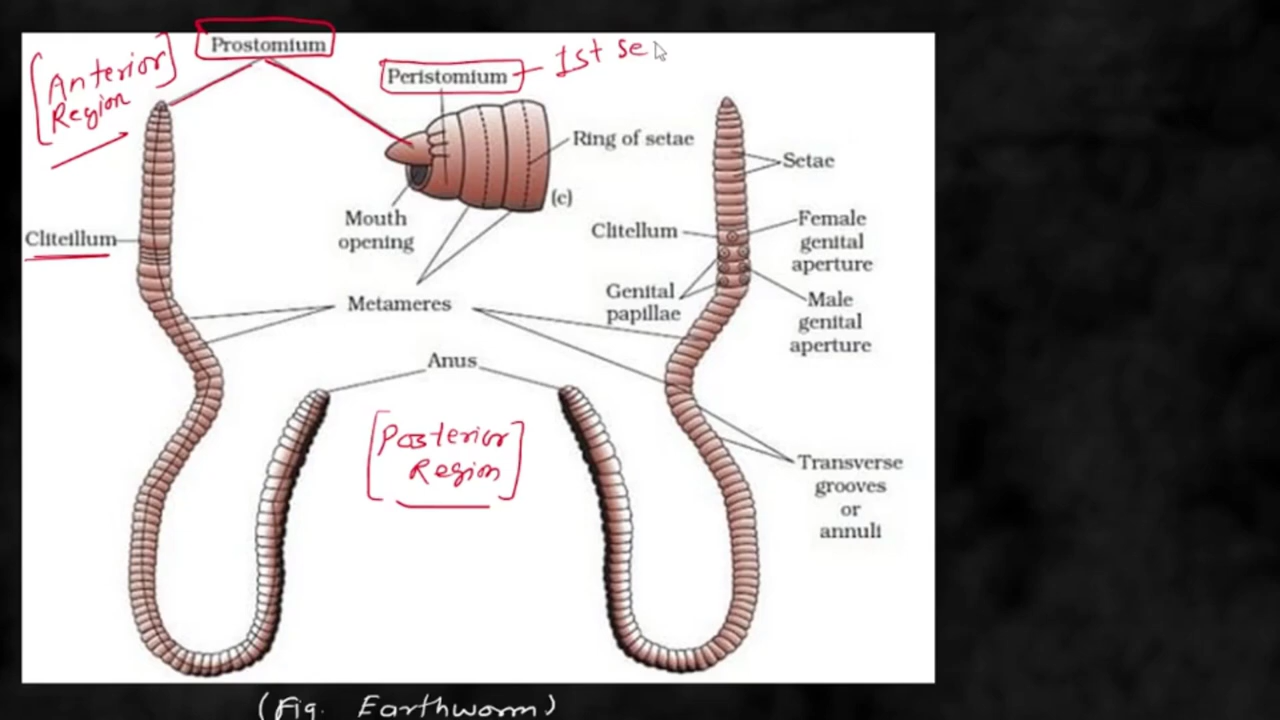 Prostomium
[Anterior
Region]
Peristomium - 1st se
Ring of setae
(c)
Mouth
opening
Cliteillum
Metameres
Anus
[Posterior
Region]
Setae
Clitellum
Female
genital
aperture
Genital
papillae
Male
genital
aperture
Transverse
grooves
or
annuli
(Fig. Earthworm)